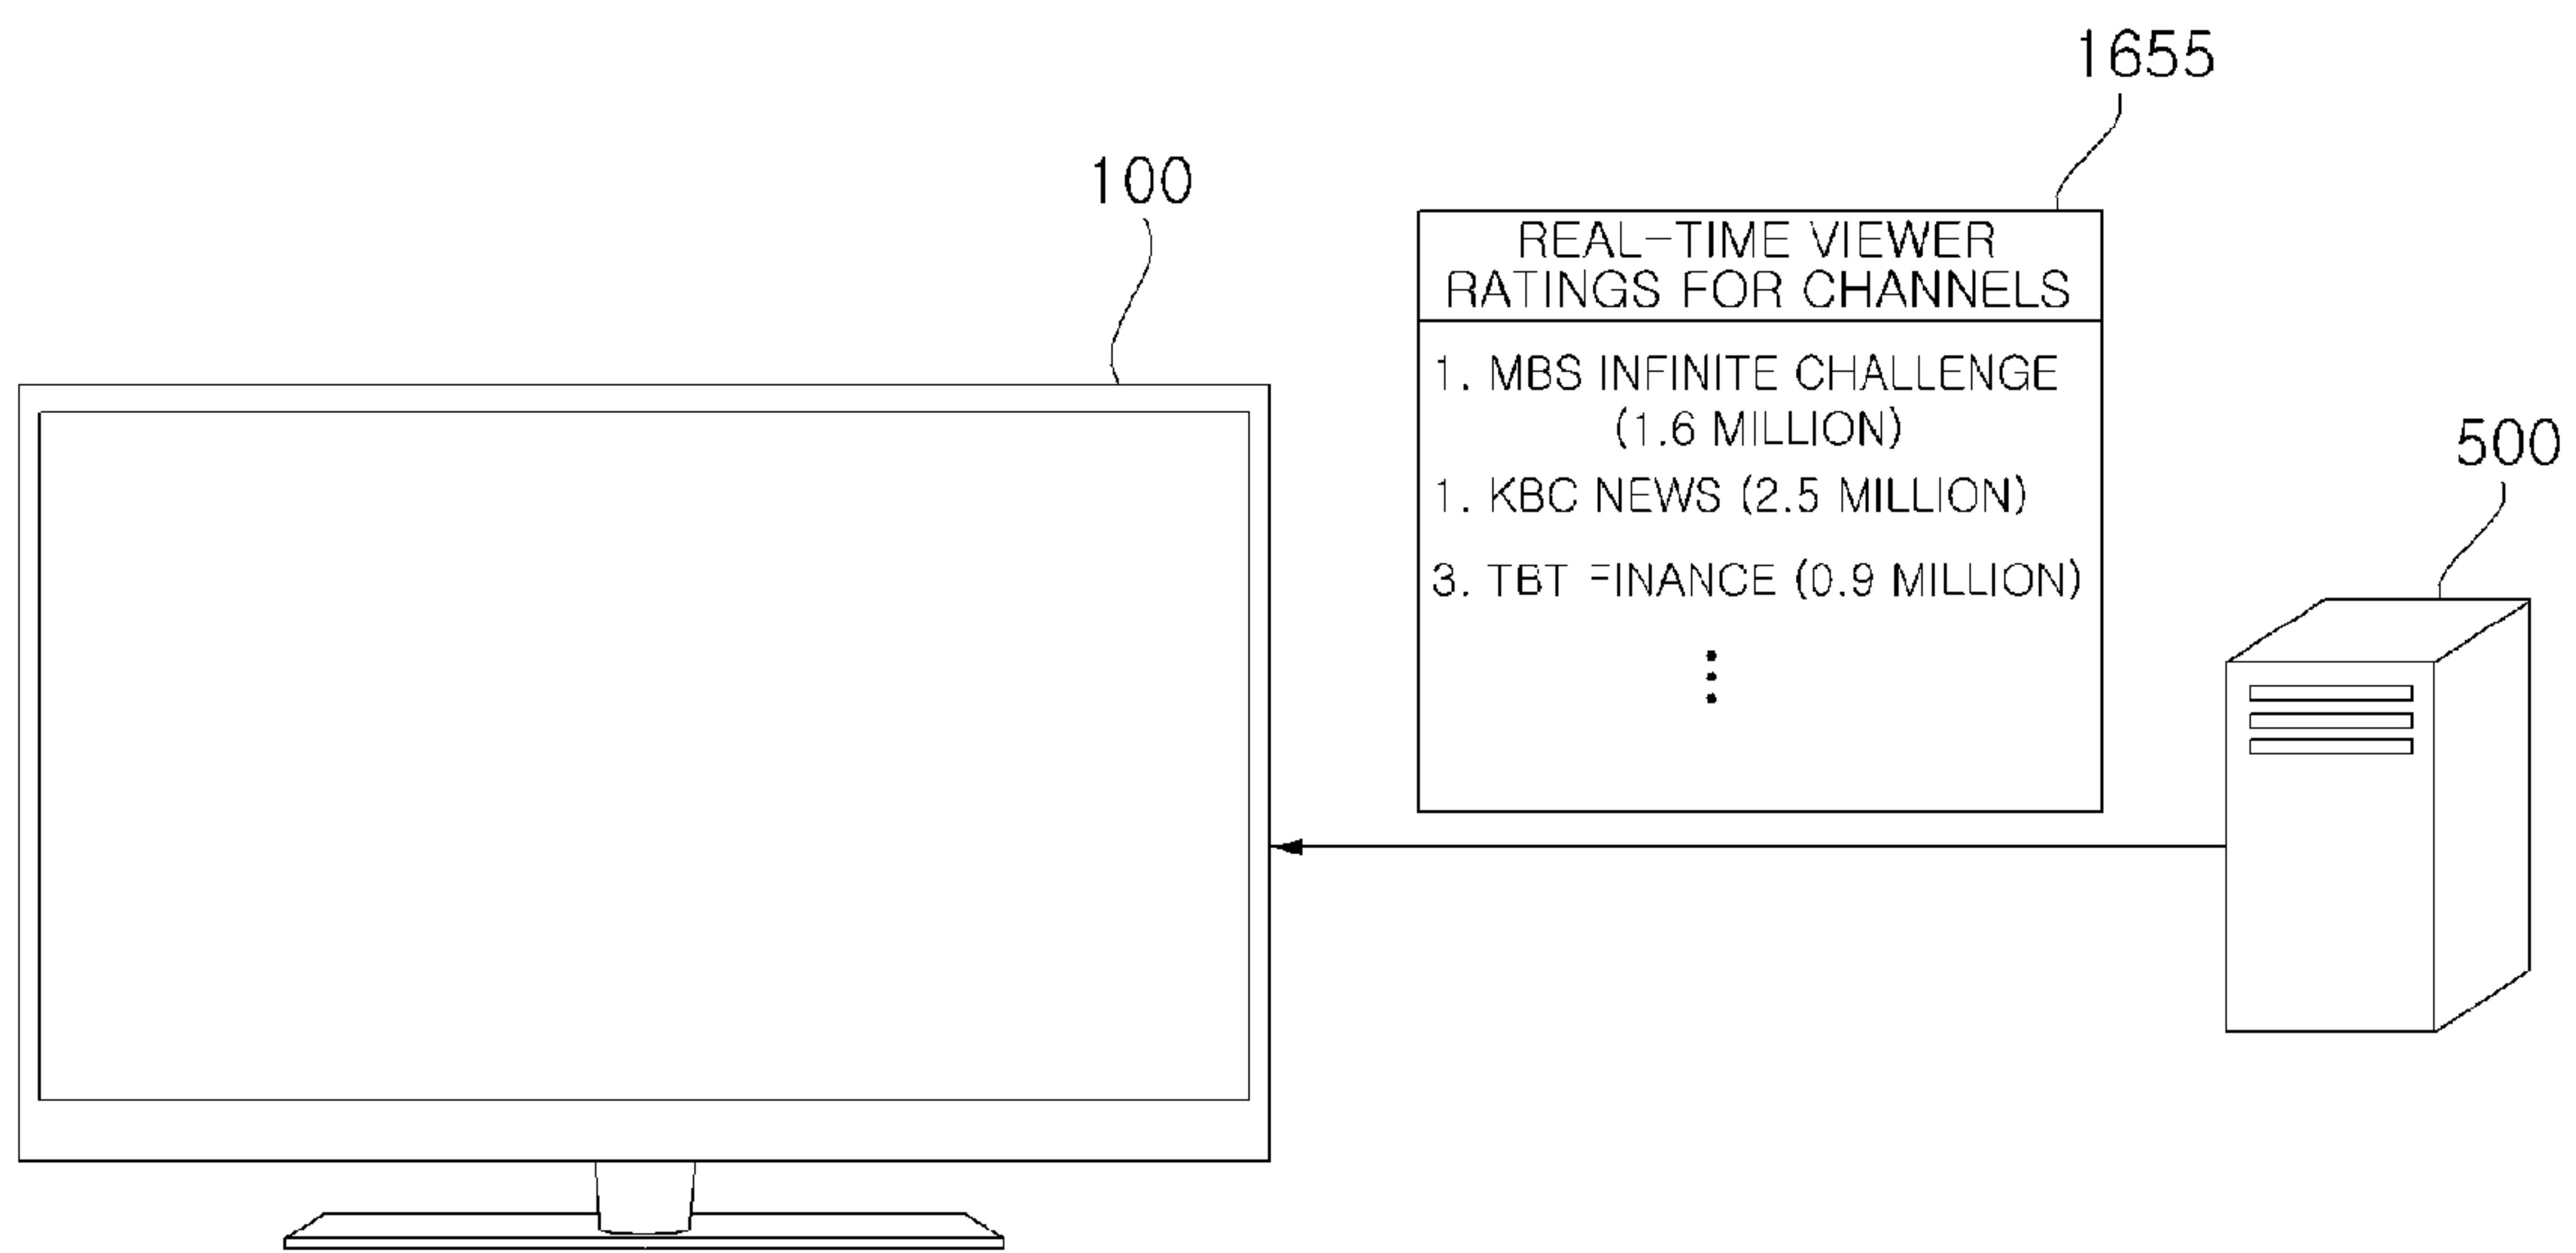 1655
100
REAL-TIME VIEWER
RATINGS FOR CHANNELS
1. MBS INFINITE CHALLENGE
(1.6 MILLION)
1. KBC NEWS (2.5 MILLION)
3. TBT FINANCE (0.9 MILLION)
500